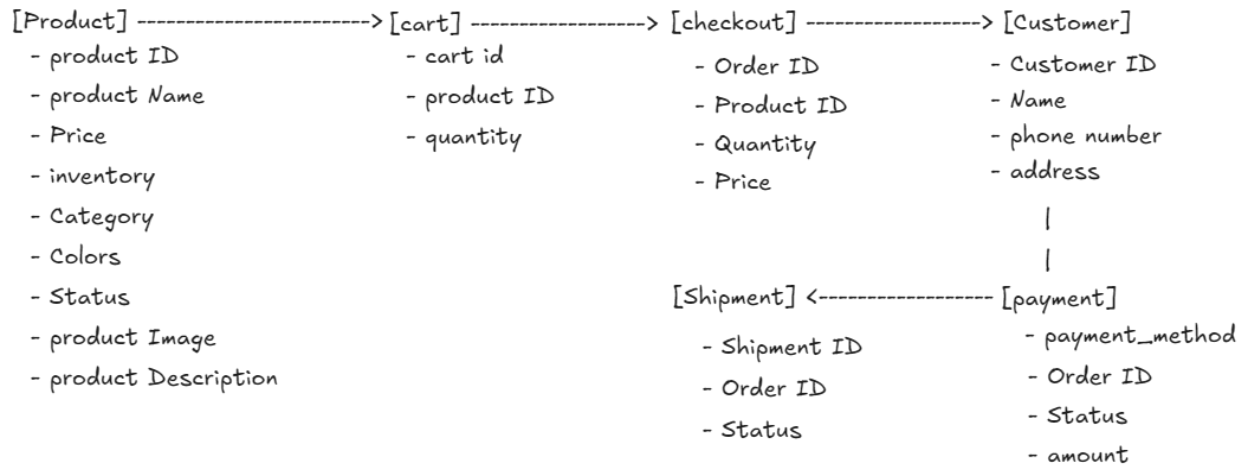 [Product] ------------------------> [cart] ------------------> [checkout] ------------------> [Customer]
- product ID
- product Name
- Price
- inventory
- Category
- Colors
- Status
- product Image
- product Description
- cart id
- product ID
- quantity
- Order ID
- Product ID
- Quantity
- Price
- Customer ID
- Name
- phone number
- address
|
|
[Shipment] <------------------ [payment]
- Shipment ID
- Order ID
- Status
- payment_method
- Order ID
- Status
- amount